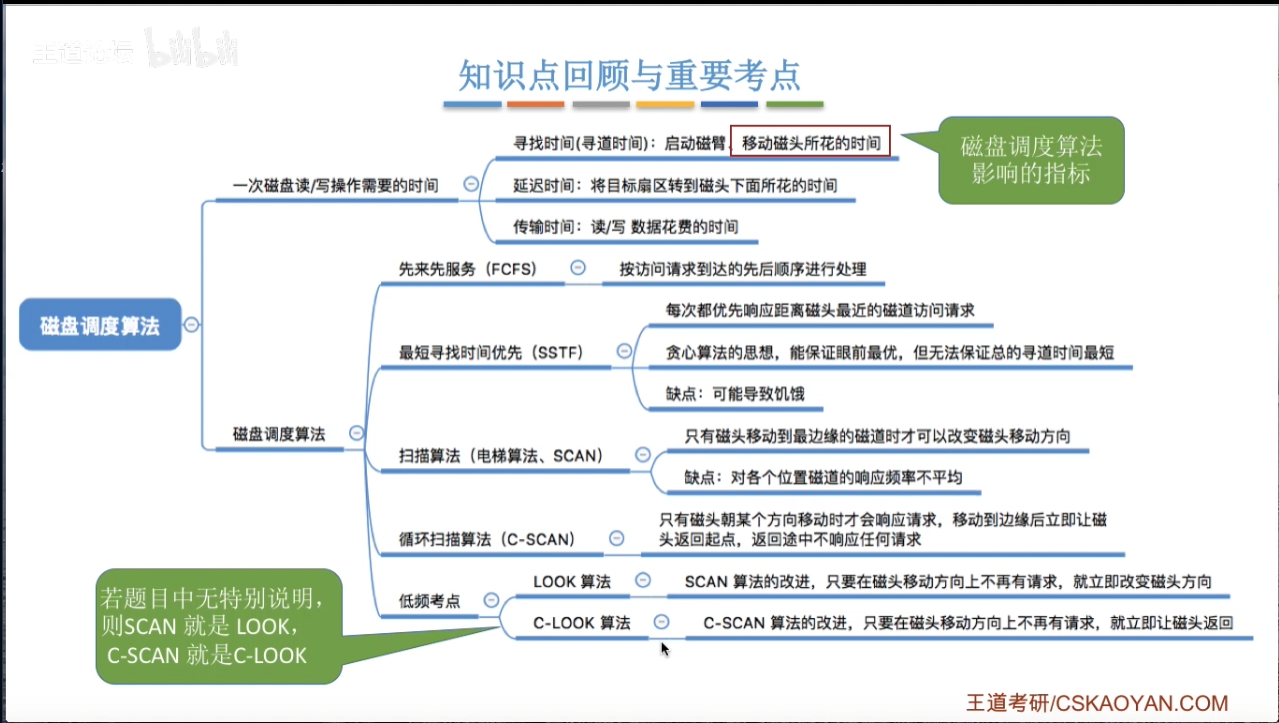 王道论坛 bilibili
知识点回顾与重要考点
寻找时间(寻道时间)：启动磁臂、移动磁头所花的时间
磁盘调度算法
影响的指标
一次磁盘读/写操作需要的时间
延迟时间：将目标扇区转到磁头下面所花的时间
传输时间：读/写 数据花费的时间
先来先服务（FCFS）
按访问请求到达的先后顺序进行处理
磁盘调度算法
每次都优先响应距离磁头最近的磁道访问请求
最短寻找时间优先（SSTF）
贪心算法的思想，能保证眼前最优，但无法保证总的寻道时间最短
缺点：可能导致饥饿
磁盘调度算法
只有磁头移动到最边缘的磁道时才可以改变磁头移动方向
扫描算法（电梯算法、SCAN）
缺点：对各个位置磁道的响应频率不平均
循环扫描算法（C-SCAN）
只有磁头朝某个方向移动时才会响应请求，移动到边缘后立即让磁
头返回起点，返回途中不响应任何请求
低频考点
LOOK 算法
SCAN 算法的改进，只要在磁头移动方向上不再有请求，就立即改变磁头方向
C-LOOK 算法
C-SCAN 算法的改进，只要在磁头移动方向上不再有请求，就立即让磁头返回
若题目中无特别说明，
则SCAN 就是 LOOK，
C-SCAN 就是C-LOOK
王道考研/CSKAOYAN.COM